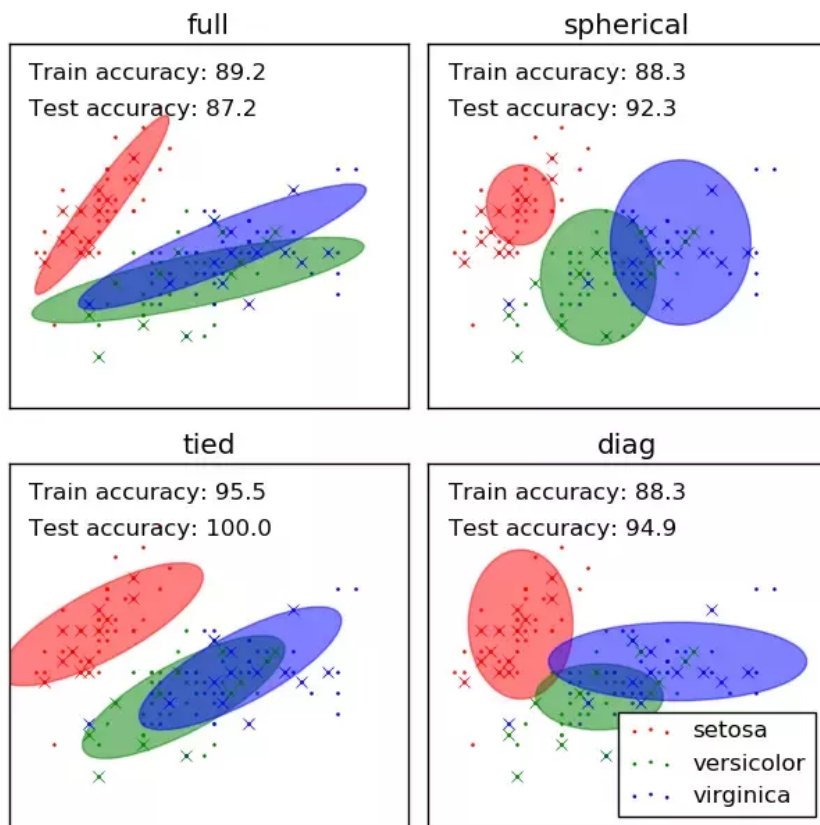 full
Train accuracy: 89.2
Test accuracy: 87.2
spherical
Train accuracy: 88.3
Test accuracy: 92.3
tied
Train accuracy: 95.5
Test accuracy: 100.0
diag
Train accuracy: 88.3
Test accuracy: 94.9
setosa
versicolor
virginica